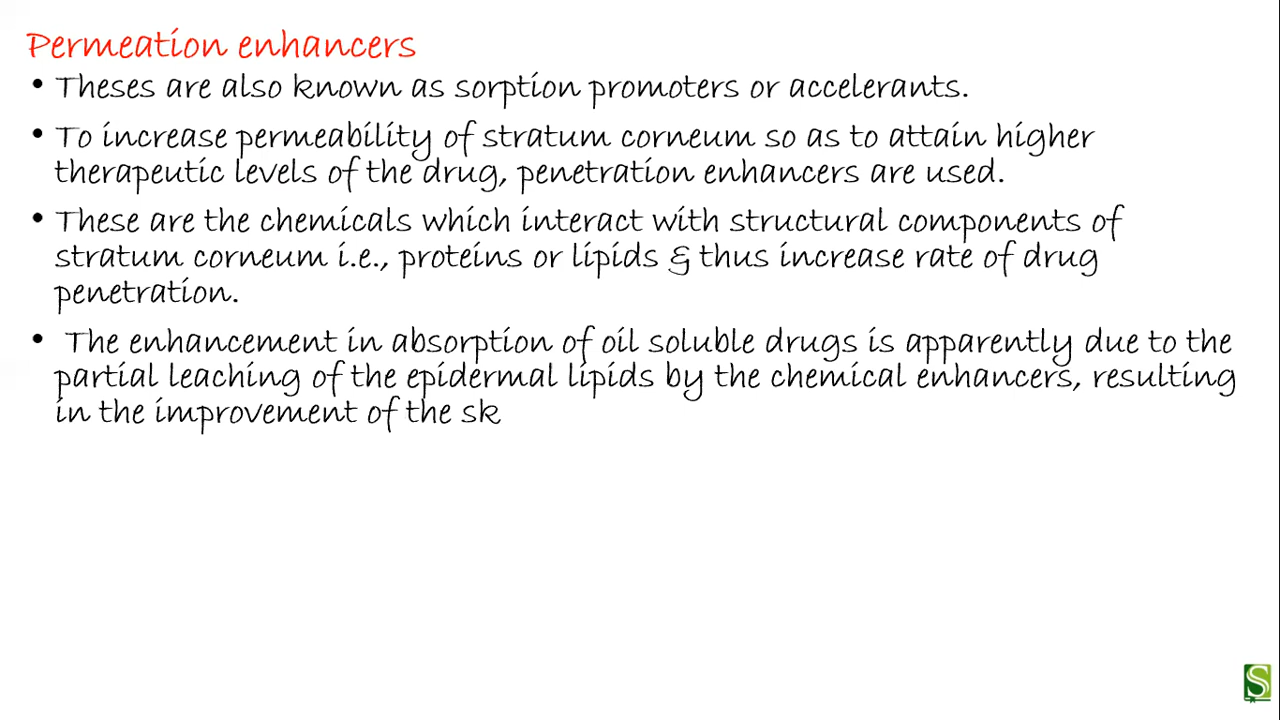 Permeation enhancers
• Theses are also known as sorption promoters or accelerants.
• To increase permeability of stratum corneum so as to attain higher
therapeutic levels of the drug, penetration enhancers are used.
• These are the chemicals which interact with structural components of
stratum corneum i.e., proteins or lipids & thus increase rate of drug
penetration.
• The enhancement in absorption of oil soluble drugs is apparently due to the
partial leaching of the epidermal lipids by the chemical enhancers, resulting
in the improvement of the sk
S